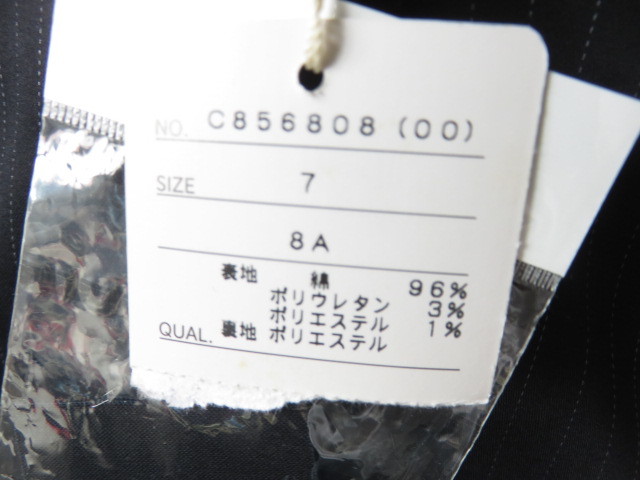 NO. C856808 (00)
SIZE 7
8A
表地 綿 96%
ポリウレタン 3%
ポリエステル 1%
QUAL. 裏地 ポリエステル